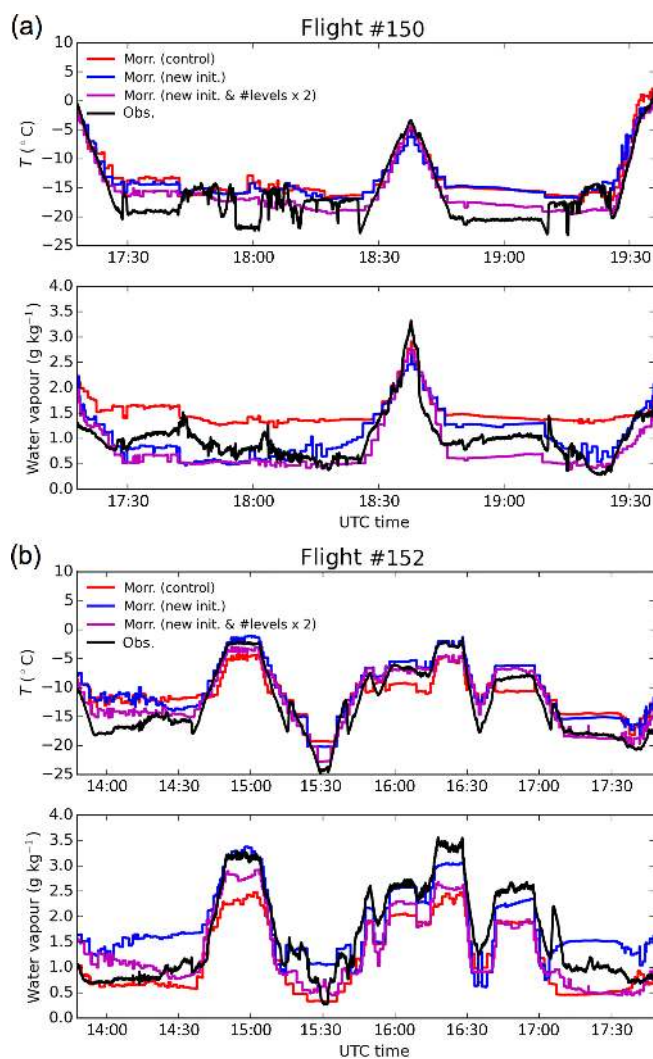 (a)
Flight #150
10
5
0
−5
−10
−15
−20
−25
T (°C)
Morr. (control)
Morr. (new init.)
Morr. (new init. & #levels x 2)
Obs.
17:30 18:00 18:30 19:00 19:30
4.0
3.5
3.0
2.5
2.0
1.5
1.0
0.5
0.0
Water vapour (g kg⁻¹)
17:30 18:00 18:30 19:00 19:30
UTC time
(b)
Flight #152
10
5
0
−5
−10
−15
−20
−25
T (°C)
Morr. (control)
Morr. (new init.)
Morr. (new init. & #levels x 2)
Obs.
14:00 14:30 15:00 15:30 16:00 16:30 17:00 17:30
4.0
3.5
3.0
2.5
2.0
1.5
1.0
0.5
0.0
Water vapour (g kg⁻¹)
14:00 14:30 15:00 15:30 16:00 16:30 17:00 17:30
UTC time